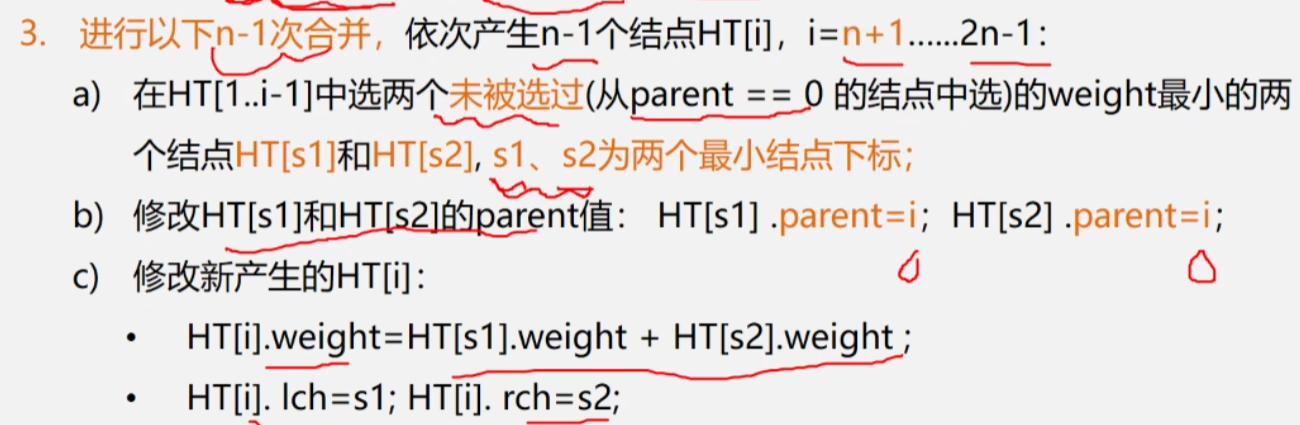 3. 进行以下n-1次合并，依次产生n-1个结点HT[i]，i=n+1……2n-1：
a) 在HT[1..i-1]中选两个未被选过(从parent == 0 的结点中选)的weight最小的两
个结点HT[s1]和HT[s2], s1、s2为两个最小结点下标；
b) 修改HT[s1]和HT[s2]的parent值： HT[s1] .parent=i；HT[s2] .parent=i；
c) 修改新产生的HT[i]：
• HT[i].weight=HT[s1].weight + HT[s2].weight ;
• HT[i]. lch=s1; HT[i]. rch=s2;